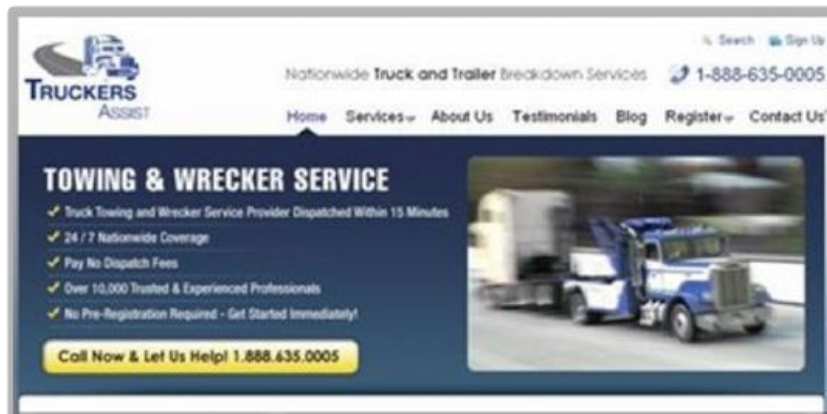 Search Sign Up
TRUCKERS
ASSIST
Nationwide Truck and Trailer Breakdown Services 1-888-635-0005
Home Services About Us Testimonials Blog Register Contact Us
TOWING & WRECKER SERVICE
Truck Towing and Wrecker Service Provider Dispatched Within 15 Minutes
24 / 7 Nationwide Coverage
Pay No Dispatch Fees
Over 10,000 Trusted & Experienced Professionals
No Pre-Registration Required - Get Started Immediately!
Call Now & Let Us Help! 1.888.635.0005